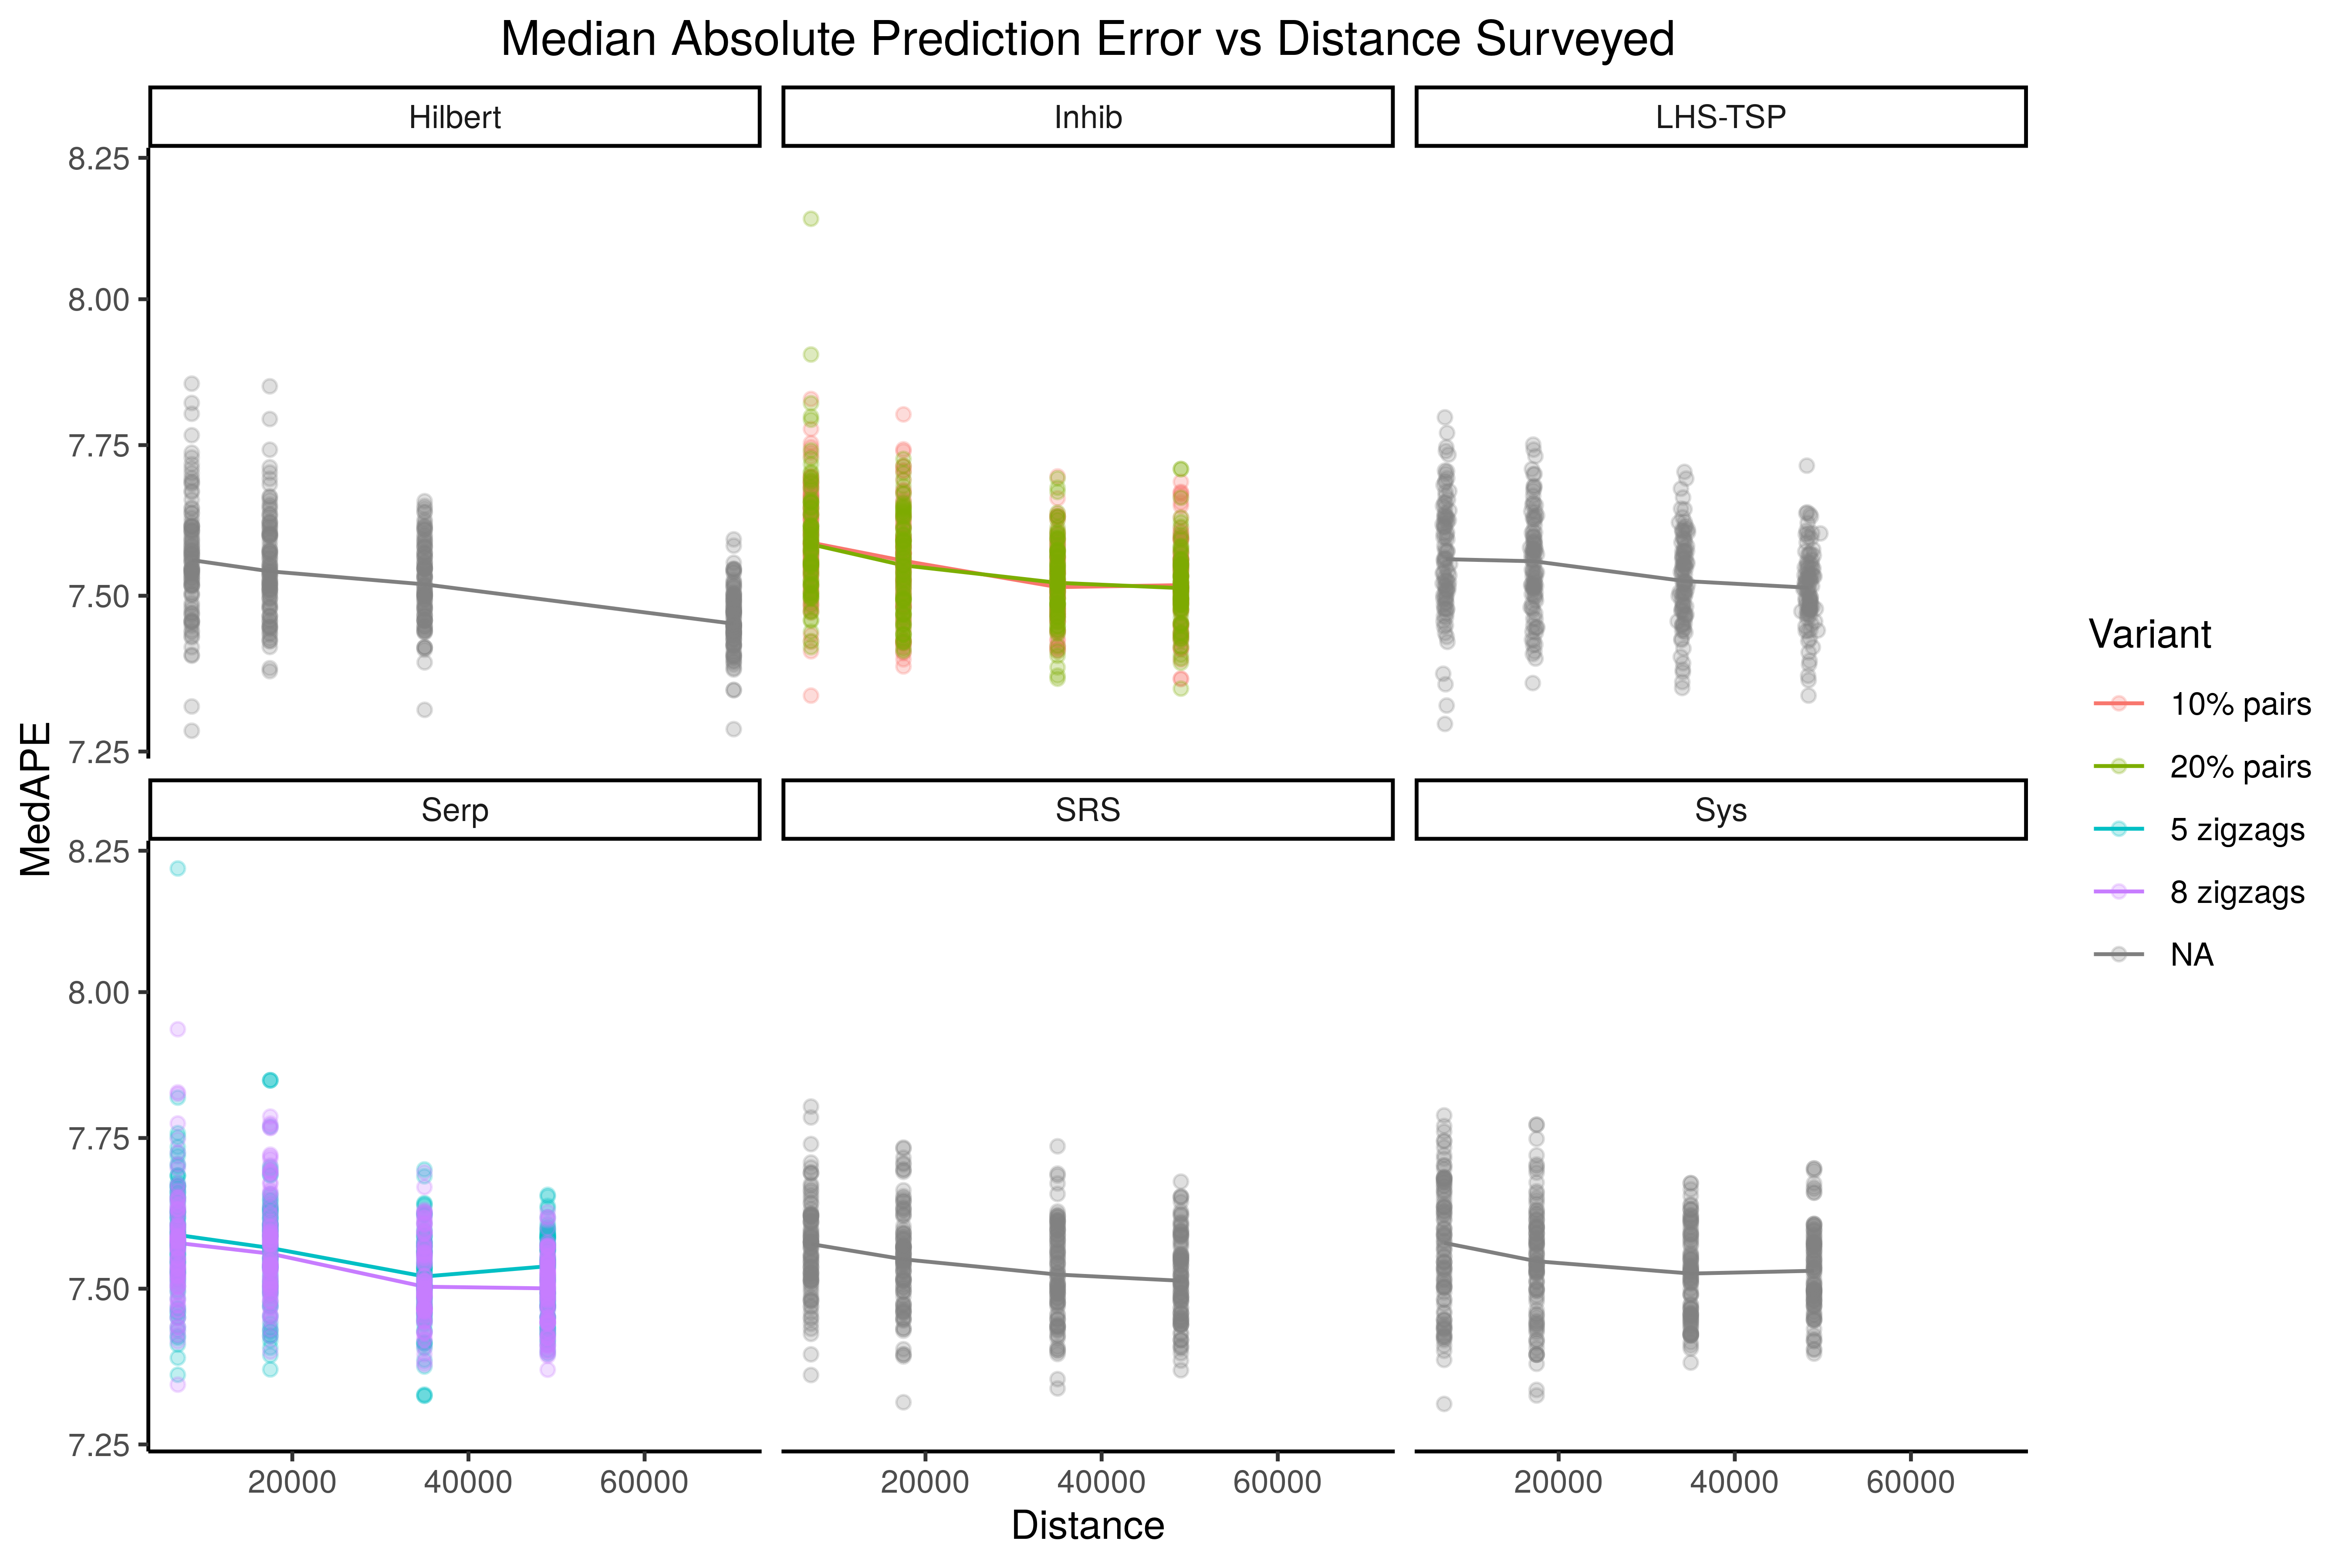 Median Absolute Prediction Error vs Distance Surveyed
Hilbert
Inhib
LHS-TSP
8.25
8.00
7.75
7.50
7.25
Serp
SRS
Sys
8.25
8.00
7.75
7.50
7.25
20000 40000 60000
20000 40000 60000
20000 40000 60000
Distance
MedAPE
Variant
10% pairs
20% pairs
5 zigzags
8 zigzags
NA